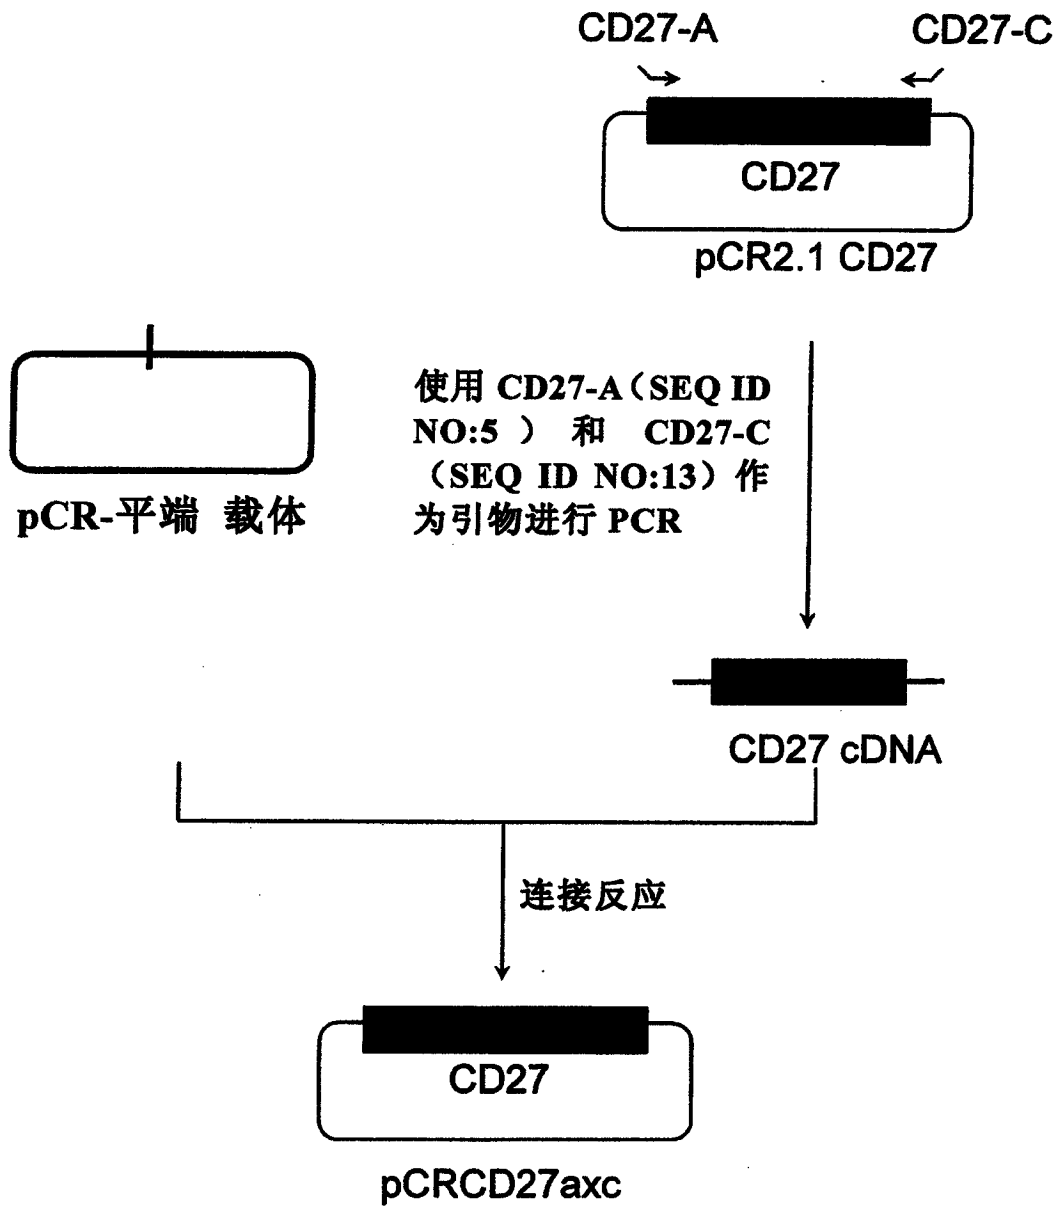 CD27-A
CD27-C
CD27
pCR2.1 CD27
使用 CD27-A（SEQ ID
NO:5 ） 和 CD27-C
（SEQ ID NO:13）作
为引物进行 PCR
pCR-平端 载体
CD27 cDNA
连接反应
CD27
pCRCD27axc